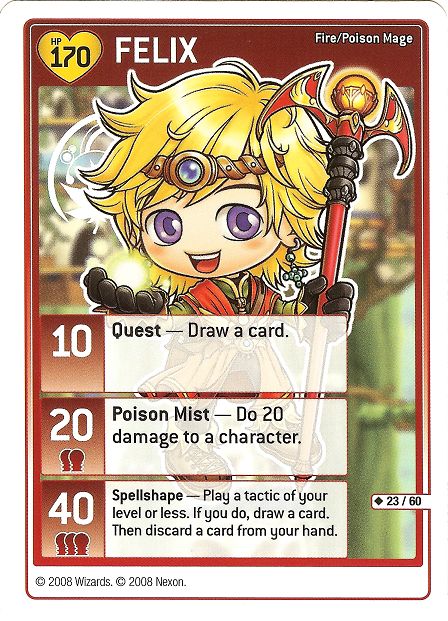 HP
170
FELIX
Fire/Poison Mage
10
Quest — Draw a card.
20
Poison Mist — Do 20
damage to a character.
40
Spellshape — Play a tactic of your
level or less. If you do, draw a card.
Then discard a card from your hand.
◆ 23 / 60
© 2008 Wizards. © 2008 Nexon.